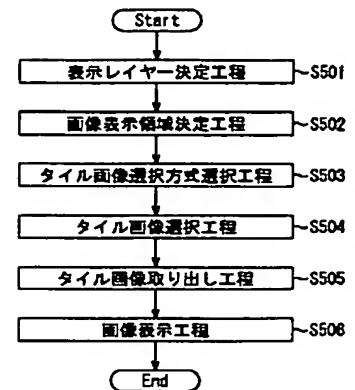 Start
表示レイヤー決定工程 S501
画像表示領域決定工程 S502
タイル画像選択方式選択工程 S503
タイル画像選択工程 S504
タイル画像取り出し工程 S505
画像表示工程 S506
End